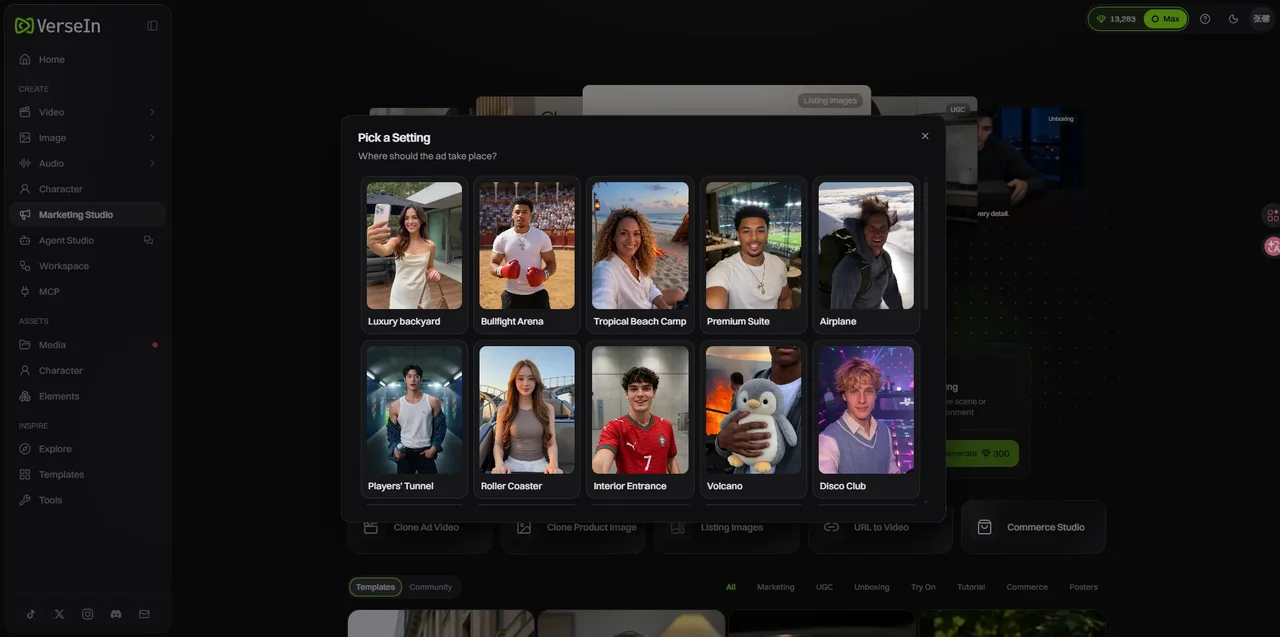 VerseIn
Home
CREATE
Video
Image
Audio
Character
Marketing Studio
Agent Studio
Workspace
MCP
ASSETS
Media
Character
Elements
INSPIRE
Explore
Templates
Tools
13,283
Max
Listing Images
UGC
Unboxing
very detail.
Pick a Setting
Where should the ad take place?
Luxury backyard
Bullfight Arena
Tropical Beach Camp
Premium Suite
Airplane
7
Players' Tunnel
Roller Coaster
Interior Entrance
Volcano
Disco Club
300
Clone Ad Video
Clone Product Image
Listing Images
URL to Video
Commerce Studio
Templates
Community
All
Marketing
UGC
Unboxing
Try On
Tutorial
Commerce
Posters